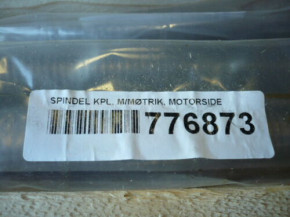 SPINDEL KPL, M/MØTRIK, MOTORSIDE
776873